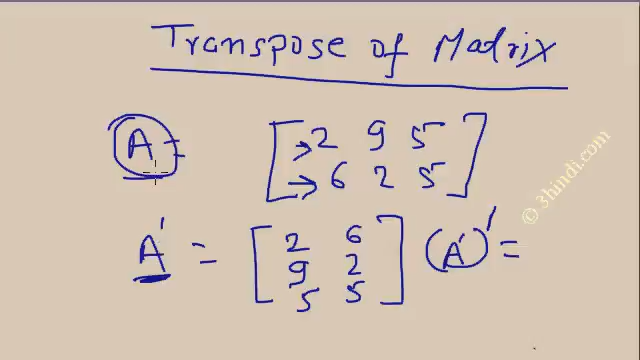 Transpose of Matrix
A = [→2 9 5
→6 2 5]
A' = [2 6
9 2
5 5] (A')' =
© 3hindi.com